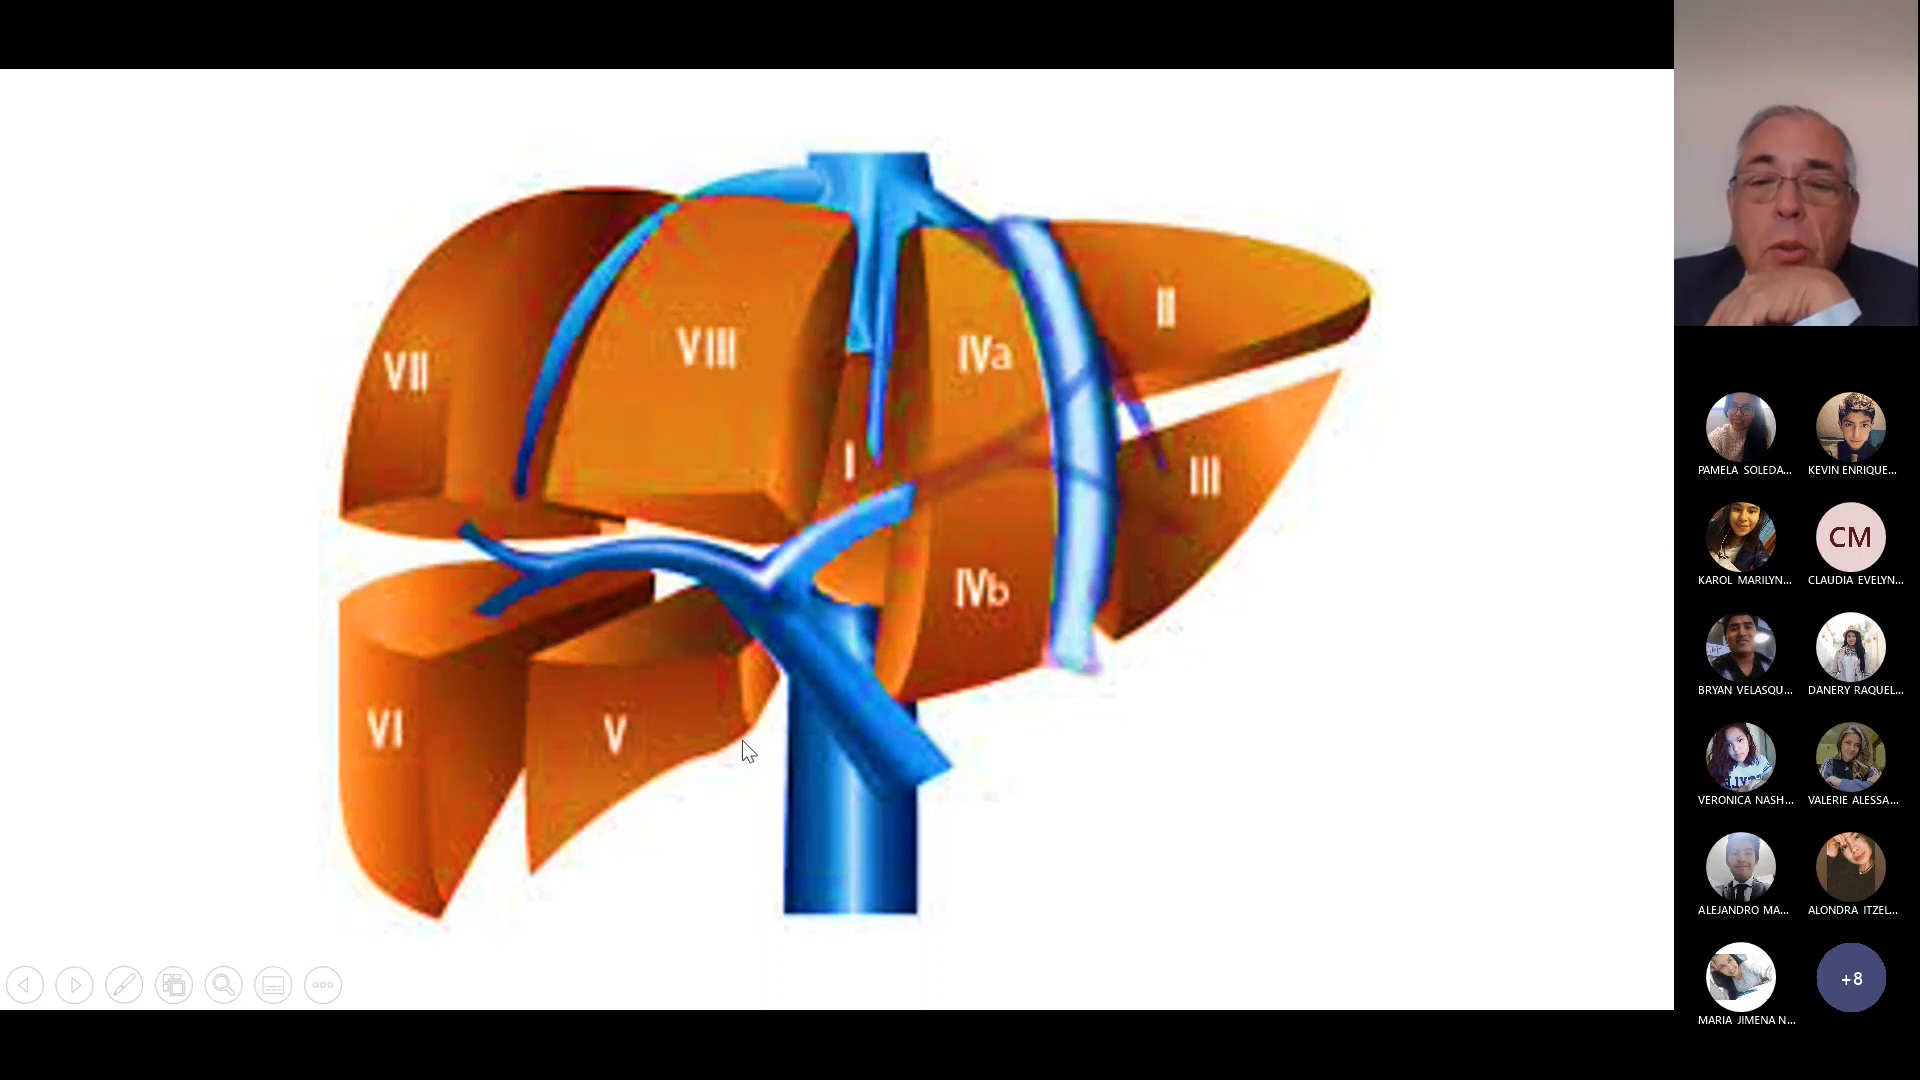 II
IVa
VIII
VII
I
III
IVb
VI
V
PAMELA SOLEDA...
KEVIN ENRIQUE...
CM
KAROL MARILYN...
CLAUDIA EVELYN...
BRYAN VELASQU...
DANERY RAQUEL...
VERONICA NASH...
VALERIE ALESSA...
ALEJANDRO MA...
ALONDRA ITZEL...
+8
MARIA JIMENA N...